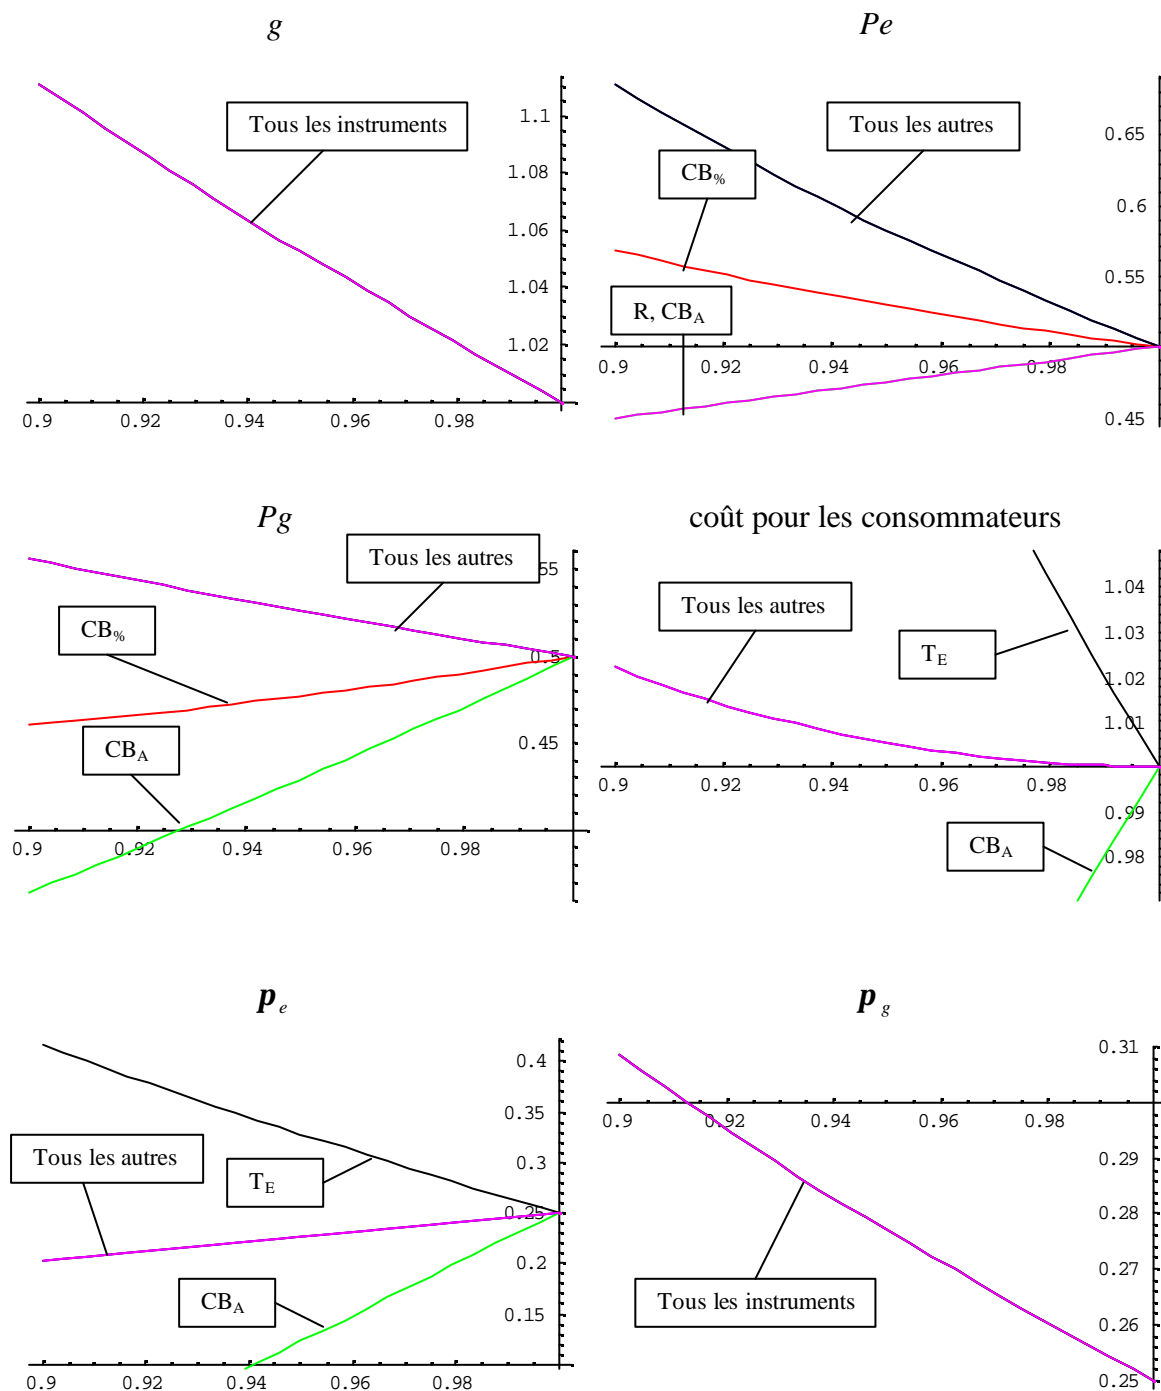 g
1.1
1.08
1.06
1.04
1.02
0.9 0.92 0.94 0.96 0.98
Tous les instruments
Pe
0.65
0.6
0.55
0.45
0.9 0.92 0.94 0.96 0.98
Tous les autres
CB%
R, CBA
Pg
0.55
0.5
0.45
0.9 0.92 0.94 0.96 0.98
Tous les autres
CB%
CBA
coût pour les consommateurs
1.04
1.03
1.02
1.01
0.99
0.98
0.9 0.92 0.94 0.96 0.98
Tous les autres
TE
CBA
pe
0.4
0.35
0.3
0.25
0.2
0.15
0.9 0.92 0.94 0.96 0.98
Tous les autres
TE
CBA
pg
0.31
0.29
0.28
0.27
0.26
0.25
0.9 0.92 0.94 0.96 0.98
Tous les instruments